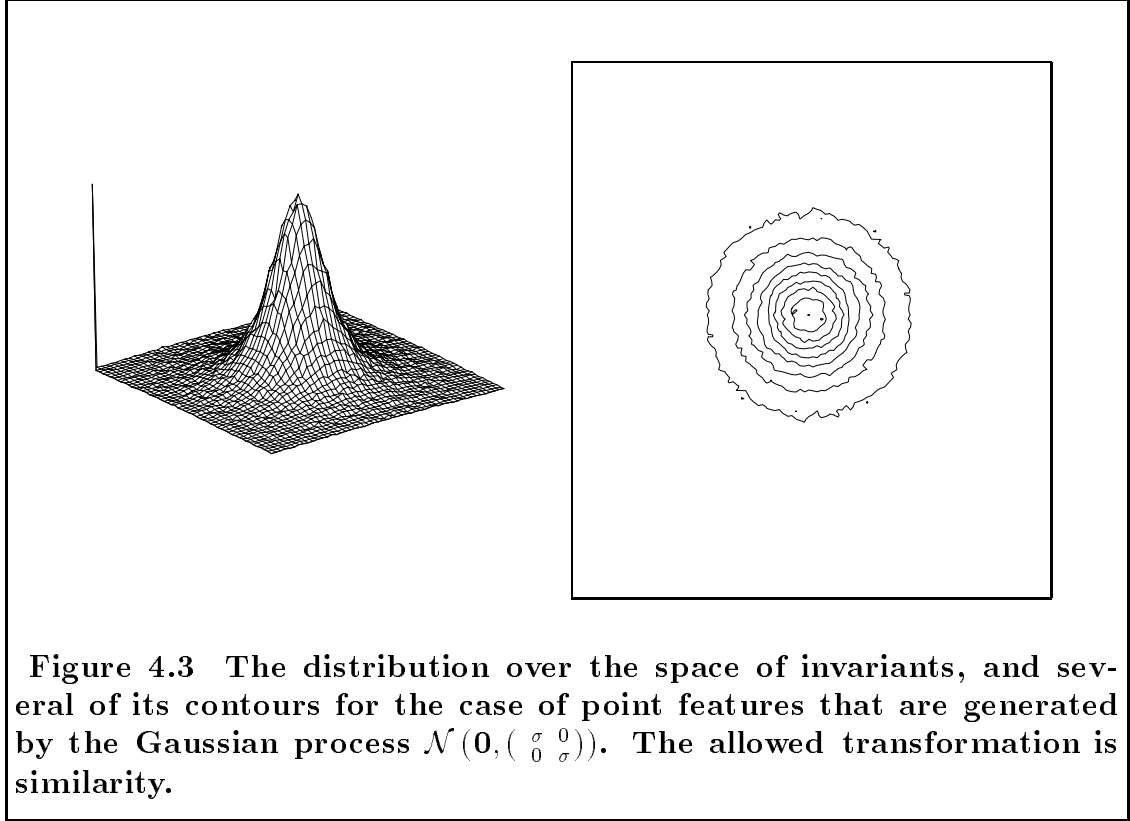 Figure 4.3 The distribution over the space of invariants, and sev-
eral of its contours for the case of point features that are generated
by the Gaussian process 𝒩(0, ( σ 0 0 σ )). The allowed transformation is
similarity.